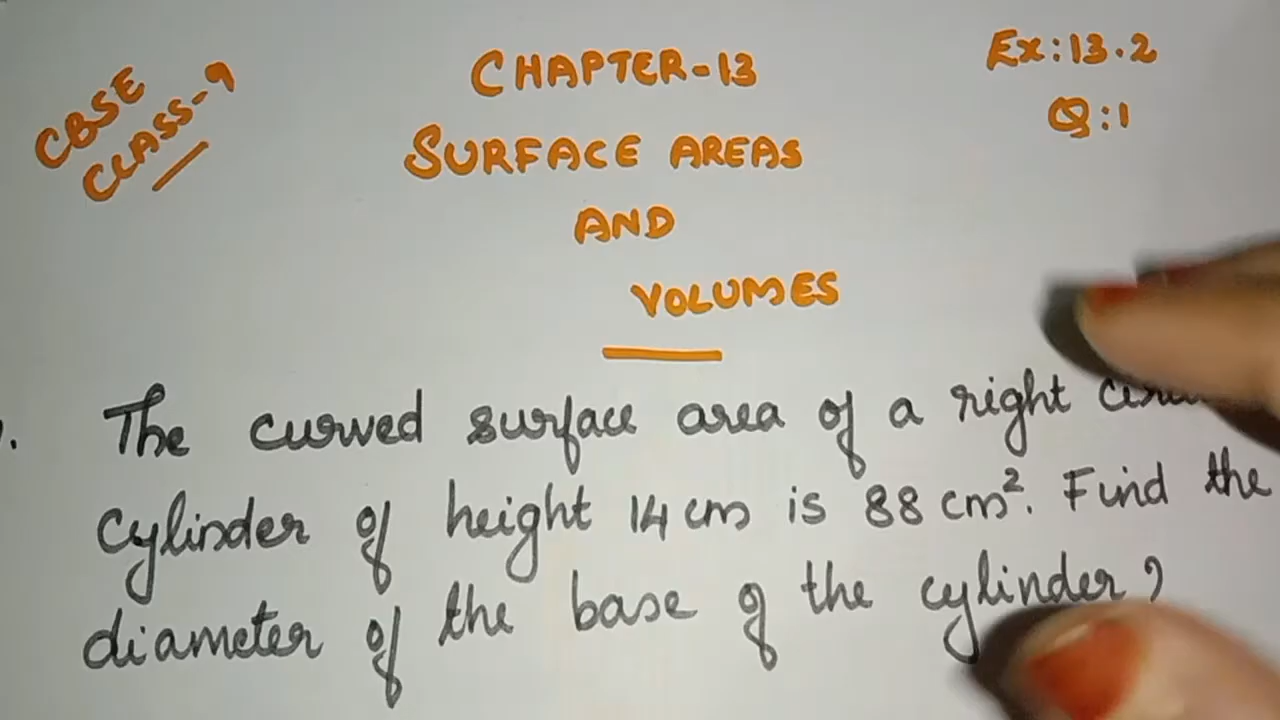 CBSE
CLASS-9
CHAPTER-13
Ex:13.2
Q:1
SURFACE AREAS
AND
VOLUMES
The curved surface area of a right
cylinder of height 14 cm is 88 cm². Find the
diameter of the base of the cylinder?